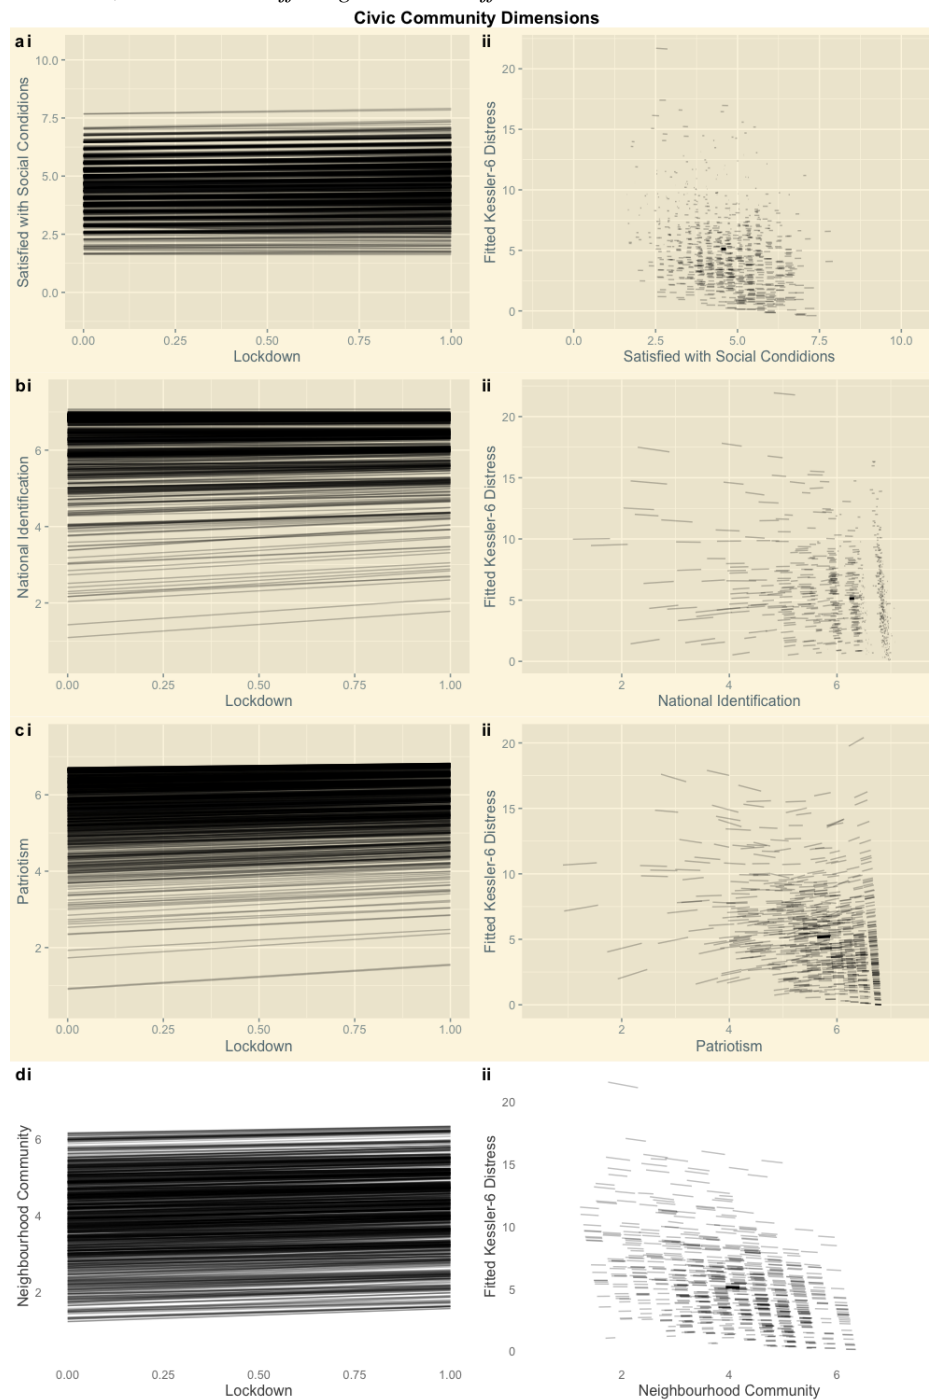 Civic Community Dimensions
a i
ii
10.0
7.5
5.0
2.5
0.0
Satisfied with Social Condidions
0.00 0.25 0.50 0.75 1.00
Lockdown
20
15
10
5
0
Fitted Kessler-6 Distress
0.0 2.5 5.0 7.5 10.0
Satisfied with Social Condidions
b i
ii
6
4
2
National Identification
0.00 0.25 0.50 0.75 1.00
Lockdown
20
15
10
5
0
Fitted Kessler-6 Distress
2 4 6
National Identification
c i
ii
6
4
2
Patriotism
0.00 0.25 0.50 0.75 1.00
Lockdown
20
15
10
5
0
Fitted Kessler-6 Distress
2 4 6
Patriotism
d i
ii
6
4
2
Neighbourhood Community
0.00 0.25 0.50 0.75 1.00
Lockdown
20
15
10
5
0
Fitted Kessler-6 Distress
2 4 6
Neighbourhood Community